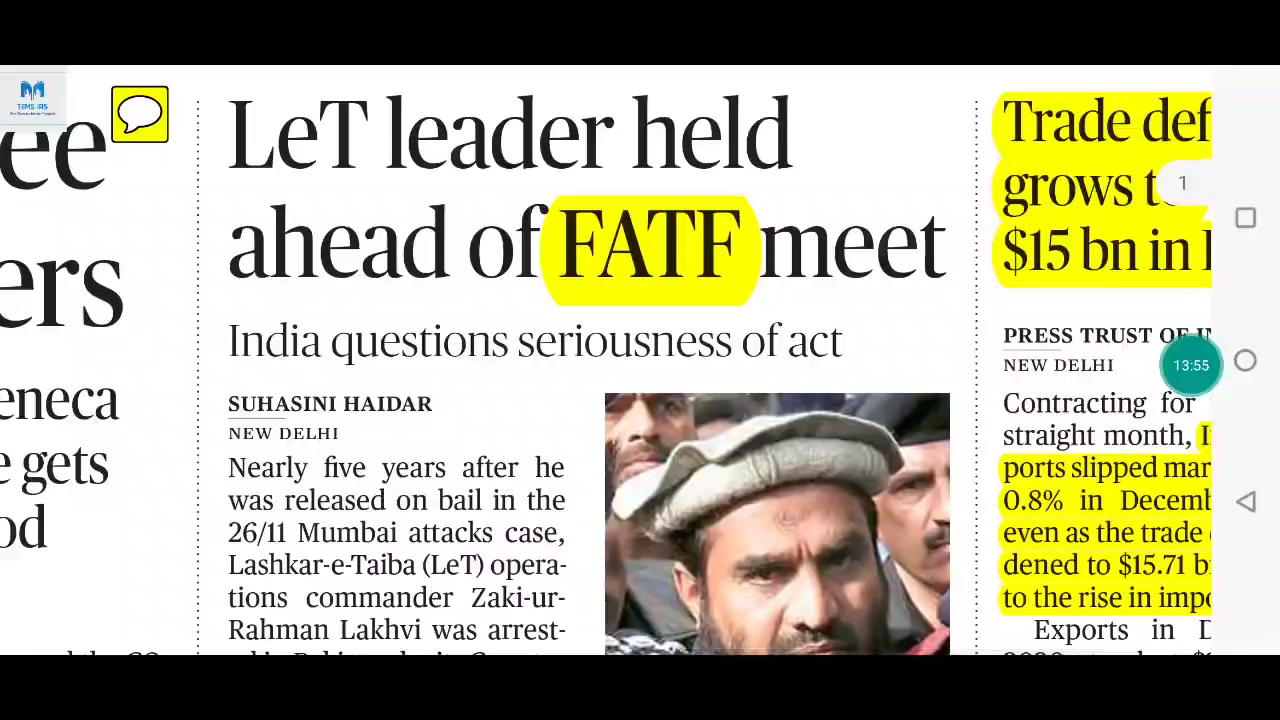 TEMS IAS
ee
ers
eneca
e gets
od
LeT leader held
ahead of FATF meet
India questions seriousness of act
SUHASINI HAIDAR
NEW DELHI
Nearly five years after he
was released on bail in the
26/11 Mumbai attacks case,
Lashkar-e-Taiba (LeT) opera-
tions commander Zaki-ur-
Rahman Lakhvi was arrest-
Trade def
grows t
$15 bn in
PRESS TRUST OF IN
NEW DELHI
Contracting for
straight month,
ports slipped mar
0.8% in Decemb
even as the trade
dened to $15.71 b
to the rise in impo
Exports in D
1
13:55